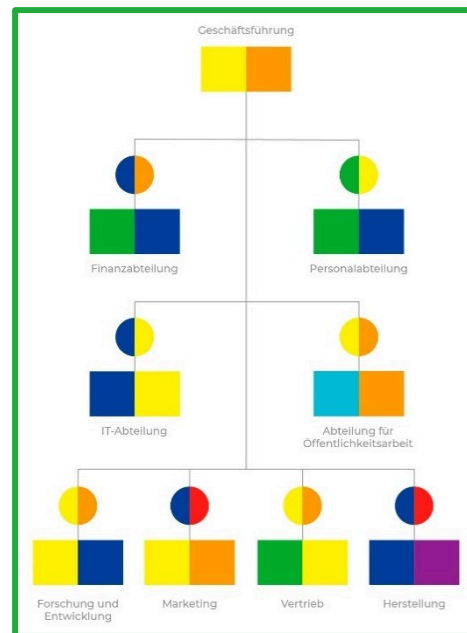 Geschäftsführung
Finanzabteilung
Personalabteilung
IT-Abteilung
Abteilung für
Öffentlichkeitsarbeit
Forschung und
Entwicklung
Marketing
Vertrieb
Herstellung